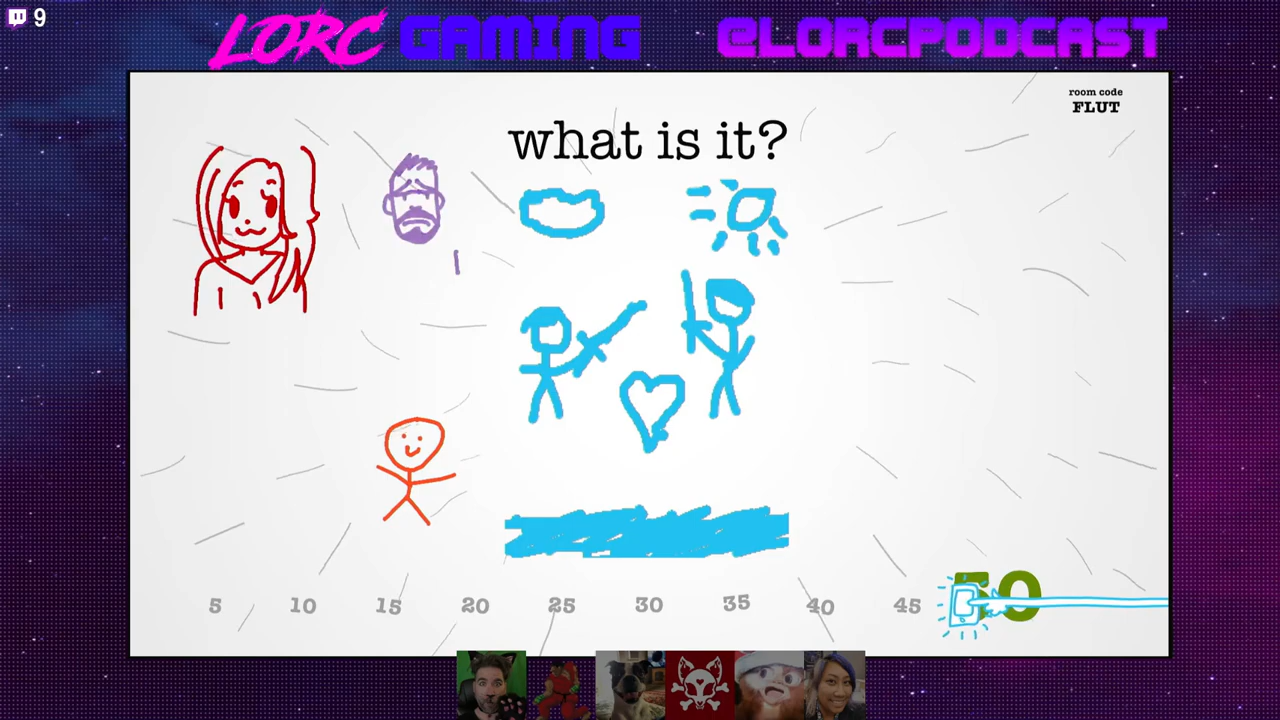 9
LORC GAMING @LORCPODCAST
room code
FLUT
what is it?
5 10 15 20 25 30 35 40 45 50